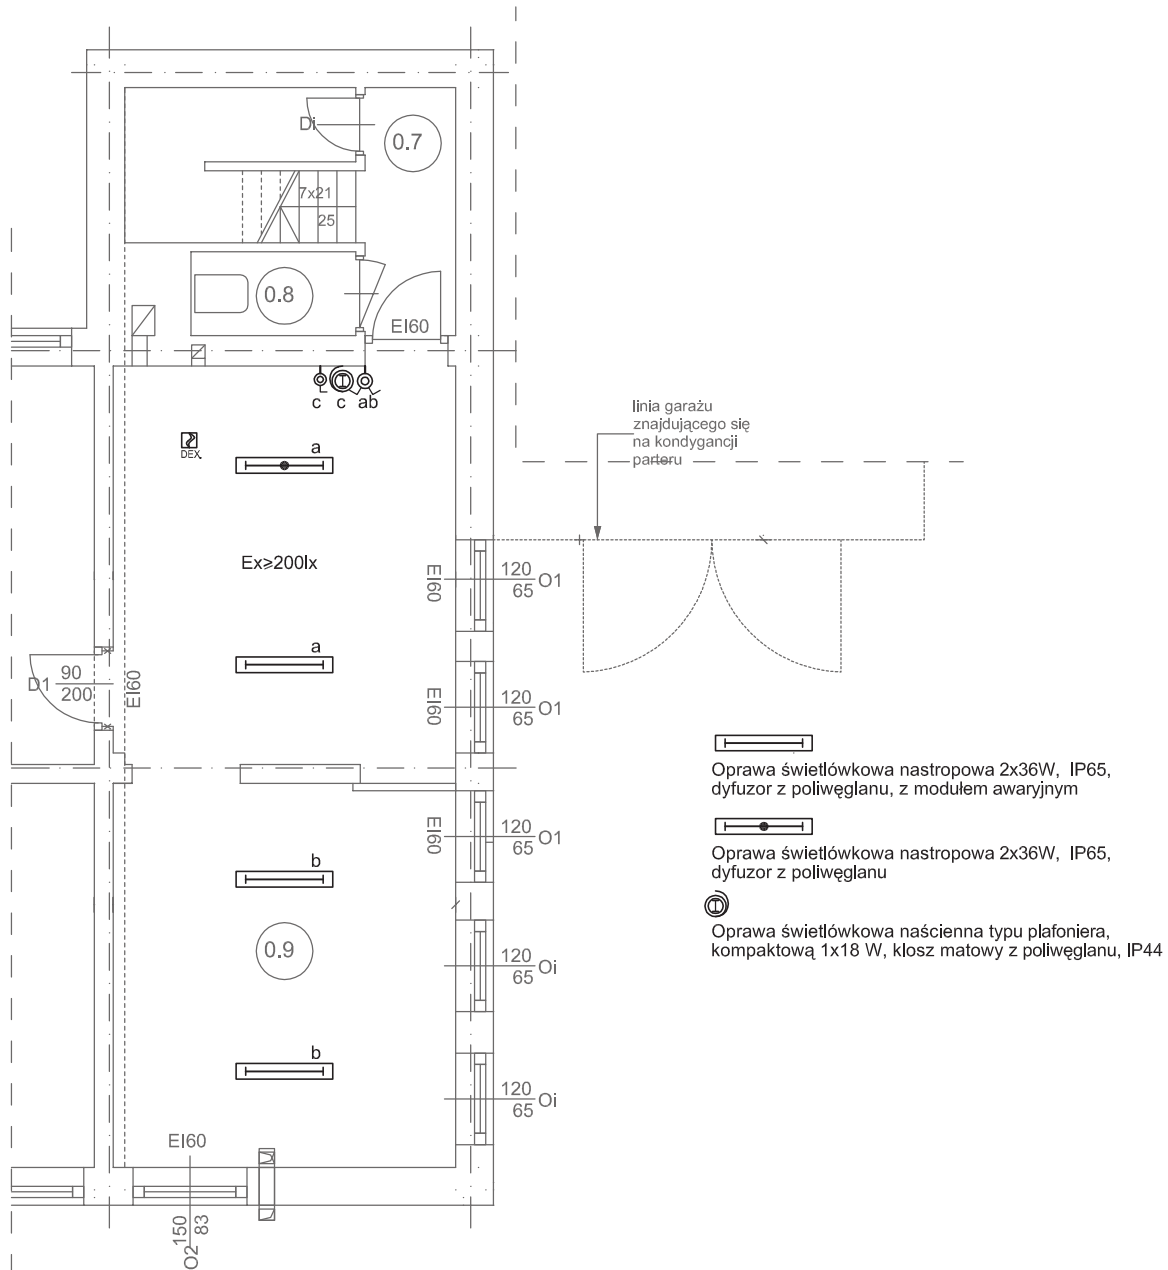 Di
0.7
7x21
25
0.8
EI60
c
c
ab
DEX.
a
linia garażu
znajdującego się
na kondygancji
parteru
Ex≥200lx
EI60
120
65
O1
a
D1
90
200
EI60
EI60
120
65
O1
Oprawa świetlówkowa nastropowa 2x36W, IP65,
dyfuzor z poliwęglanu, z modułem awaryjnym
EI60
120
65
O1
Oprawa świetlówkowa nastropowa 2x36W, IP65,
dyfuzor z poliwęglanu
b
0.9
Oprawa świetlówkowa naścienna typu plafoniera,
kompaktową 1x18 W, klosz matowy z poliwęglanu, IP44
120
65
Oi
b
120
65
Oi
EI60
150
83
O2